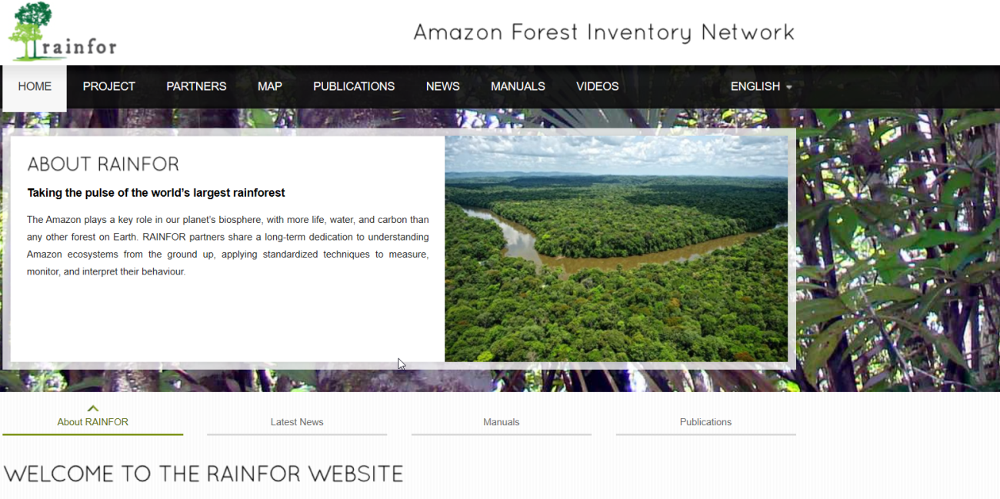 rainfor
Amazon Forest Inventory Network
HOME PROJECT PARTNERS MAP PUBLICATIONS NEWS MANUALS VIDEOS ENGLISH
ABOUT RAINFOR
Taking the pulse of the world’s largest rainforest
The Amazon plays a key role in our planet’s biosphere, with more life, water, and carbon than
any other forest on Earth. RAINFOR partners share a long-term dedication to understanding
Amazon ecosystems from the ground up, applying standardized techniques to measure,
monitor, and interpret their behaviour.
About RAINFOR Latest News Manuals Publications
WELCOME TO THE RAINFOR WEBSITE